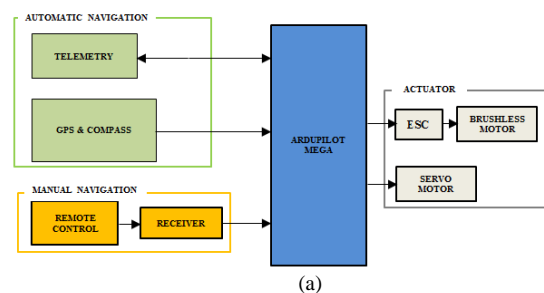 AUTOMATIC NAVIGATION
TELEMETRY
GPS & COMPASS
MANUAL NAVIGATION
REMOTE
CONTROL
RECEIVER
ARDUPILOT
MEGA
ACTUATOR
ESC
BRUSHLESS
MOTOR
SERVO
MOTOR
(a)